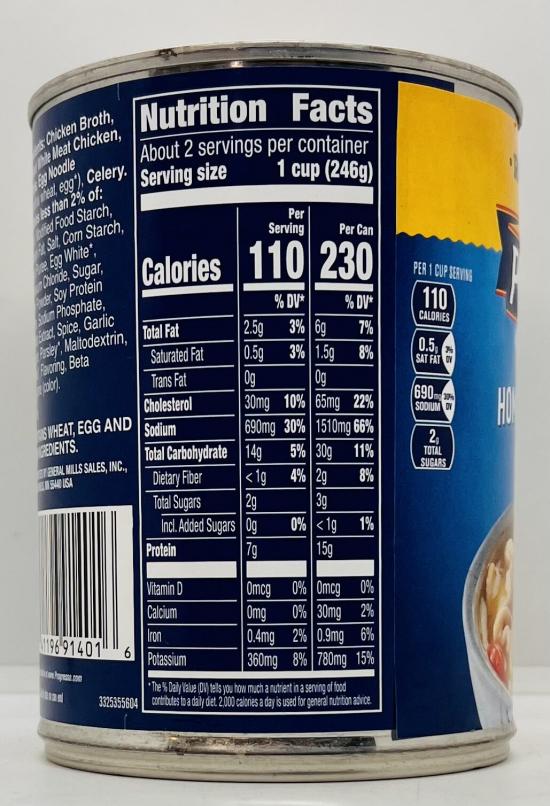 Chicken Broth,
White Meat Chicken,
Egg Noodle
wheat, egg*), Celery.
less than 2% of:
Modified Food Starch,
Fat, Salt, Corn Starch,
Egg White*,
Chloride, Sugar,
Soy Protein
Sodium Phosphate,
Extract, Spice, Garlic
Parsley*, Maltodextrin,
Flavoring, Beta
(color).
WHEAT, EGG AND
INGREDIENTS.
BY GENERAL MILLS SALES, INC.,
55440 USA
91401 6
3325355604
Nutrition Facts
About 2 servings per container
Serving size 1 cup (246g)
Per Serving Per Can
Calories 110 230
% DV* % DV*
Total Fat 2.5g 3% 6g 7%
Saturated Fat 0.5g 3% 1.5g 8%
Trans Fat 0g 0g
Cholesterol 30mg 10% 65mg 22%
Sodium 690mg 30% 1510mg 66%
Total Carbohydrate 14g 5% 30g 11%
Dietary Fiber <1g 4% 2g 8%
Total Sugars 2g 3g
Incl. Added Sugars 0g 0% <1g 1%
Protein 7g 15g
Vitamin D 0mcg 0% 0mcg 0%
Calcium 0mg 0% 30mg 2%
Iron 0.4mg 2% 0.9mg 6%
Potassium 360mg 8% 780mg 15%
*The % Daily Value (DV) tells you how much a nutrient in a serving of food
contributes to a daily diet. 2,000 calories a day is used for general nutrition advice.
PER 1 CUP SERVING
110
CALORIES
0.5g
SAT FAT
3%
DV
690mg
SODIUM
30%
DV
2g
TOTAL
SUGARS
HO